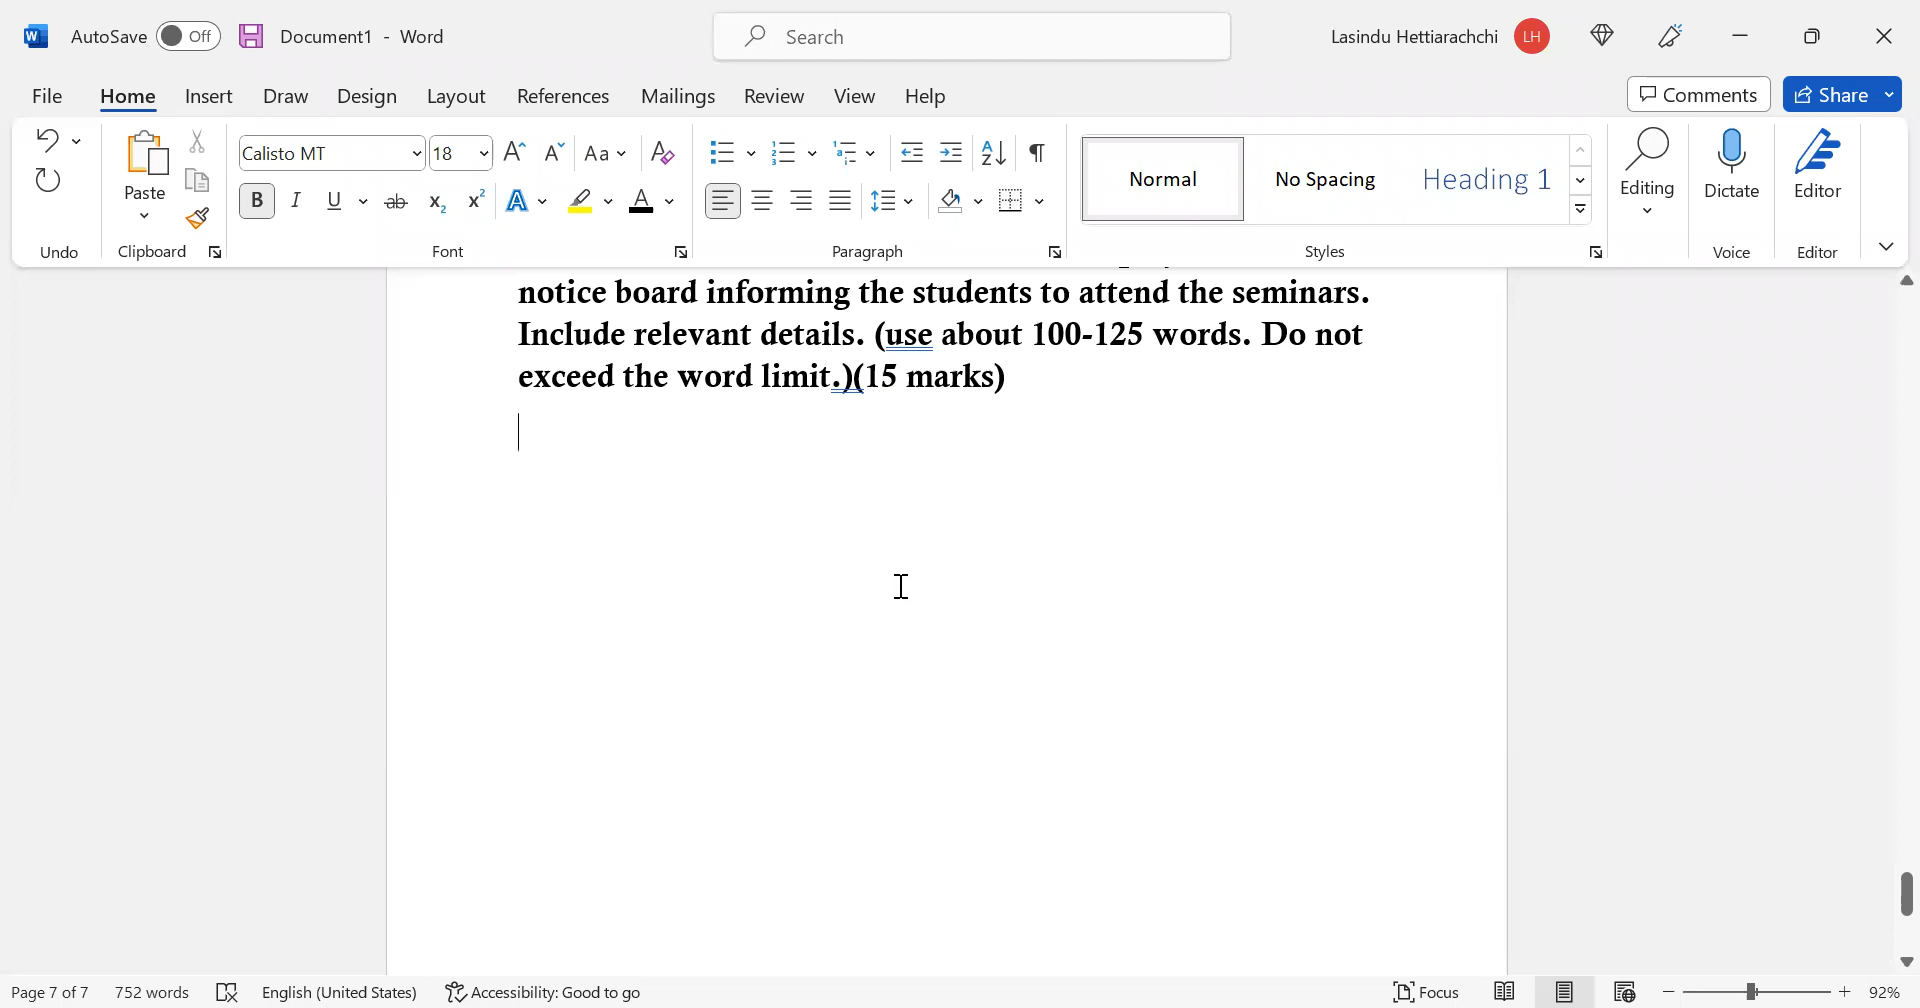 AutoSave Off Document1 - Word Search Lasindu Hettiarachchi LH
File Home Insert Draw Design Layout References Mailings Review View Help Comments Share
Calisto MT 18 Aa
Paste B I U ab x2 x2 A A Normal No Spacing Heading 1 Editing Dictate Editor
Undo Clipboard Font Paragraph Styles Voice Editor
notice board informing the students to attend the seminars.
Include relevant details. (use about 100-125 words. Do not
exceed the word limit.)(15 marks)
Page 7 of 7 752 words English (United States) Accessibility: Good to go Focus 92%